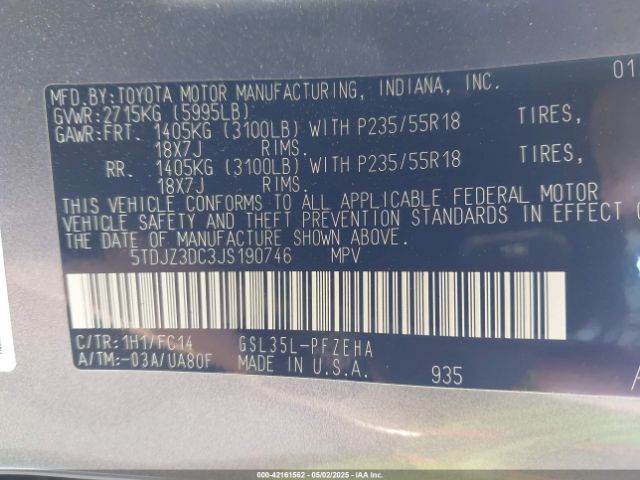 MFD.BY:TOYOTA MOTOR MANUFACTURING, INDIANA, INC. 01
GVWR:2715KG (5995LB)
GAWR:FRT. 1405KG (3100LB) WITH P235/55R18 TIRES,
18X7J RIMS.
RR. 1405KG (3100LB) WITH P235/55R18 TIRES,
18X7J RIMS.
THIS VEHICLE CONFORMS TO ALL APPLICABLE FEDERAL MOTOR
VEHICLE SAFETY AND THEFT PREVENTION STANDARDS IN EFFECT
THE DATE OF MANUFACTURE SHOWN ABOVE.
5TDJZ3DC3JS190746 MPV
C/TR:1H1/FC14 GSL35L-PFZEHA
A/TM:-03A/UA80F MADE IN U.S.A. 935
000-42161562 05/02/2025 IAAI.COM